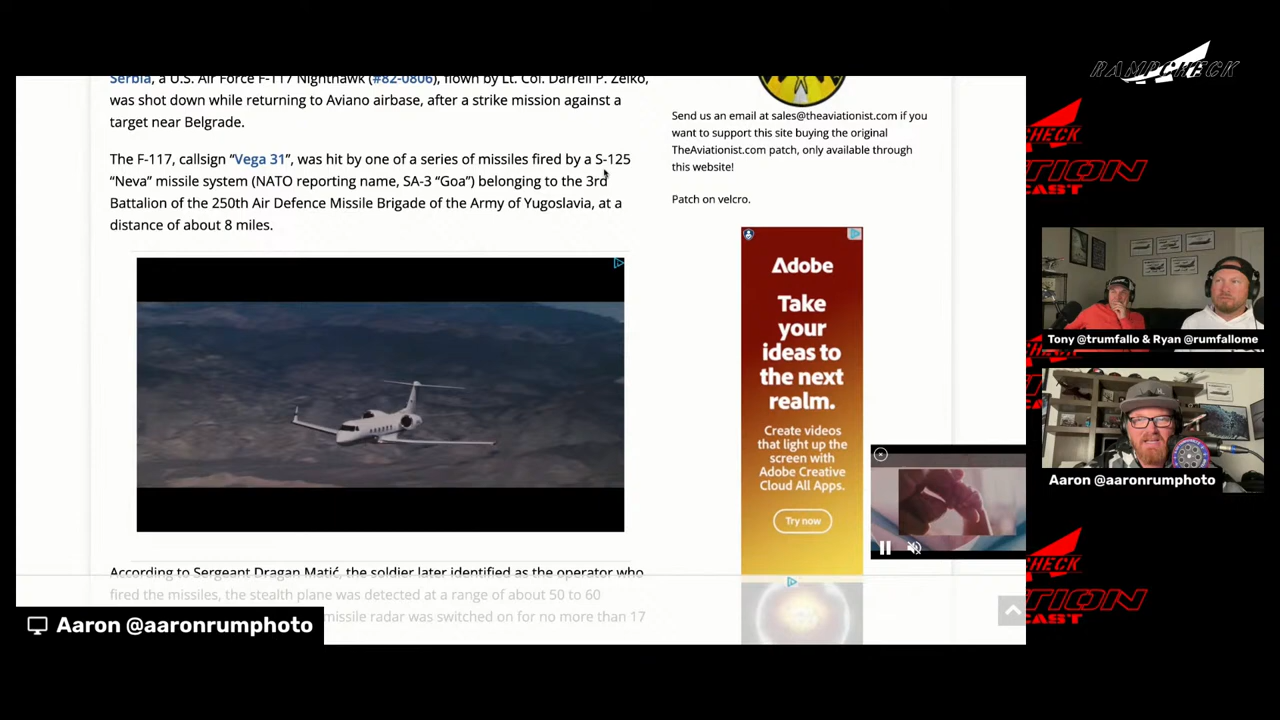 Serbia, a U.S. Air Force F-117 Nighthawk (#82-0806), flown by Lt. Col. Darrell P. Zelko,
was shot down while returning to Aviano airbase, after a strike mission against a
target near Belgrade.
The F-117, callsign “Vega 31”, was hit by one of a series of missiles fired by a S-125
“Neva” missile system (NATO reporting name, SA-3 “Goa”) belonging to the 3rd
Battalion of the 250th Air Defence Missile Brigade of the Army of Yugoslavia, at a
distance of about 8 miles.
According to Sergeant Dragan Matić, the soldier later identified as the operator who
fired the missiles, the stealth plane was detected at a range of about 50 to 60
missile radar was switched on for no more than 17
Aaron @aaronrumphoto
Send us an email at sales@theaviationist.com if you
want to support this site buying the original
TheAviationist.com patch, only available through
this website!
Patch on velcro.
Adobe
Take
your
ideas to
the next
realm.
Create videos
that light up the
screen with
Adobe Creative
Cloud All Apps.
Try now
RAMPCHECK
CHECK
TION
CAST
Tony @trumfallo & Ryan @rumfallome
Aaron @aaronrumphoto
CHECK
TION
CAST